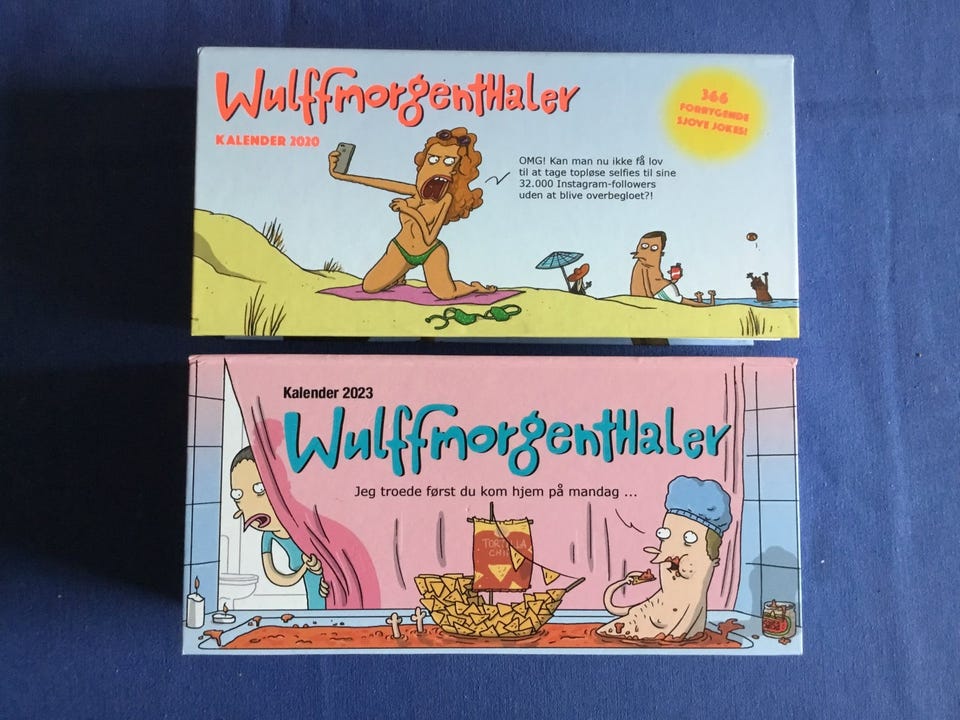 Wulffmorgenthaler
KALENDER 2020
366
FORRYGENDE
SJOVE JOKES!
OMG! Kan man nu ikke få lov
til at tage topløse selfies til sine
32.000 Instagram-followers
uden at blive overbegloet?!
Kalender 2023
Wulffmorgenthaler
Jeg troede først du kom hjem på mandag ...